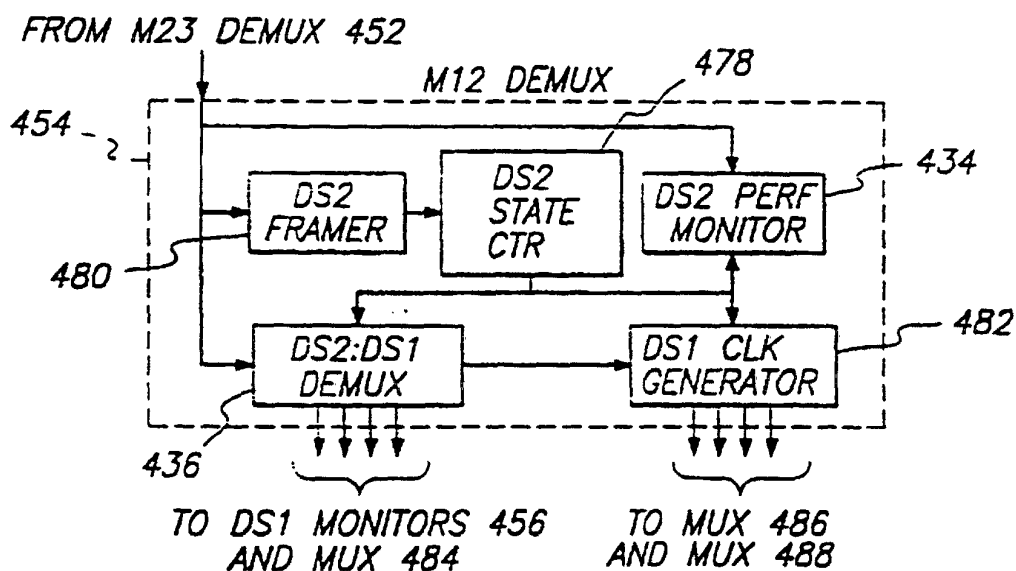 FROM M23 DEMUX 452
478
M12 DEMUX
454
434
DS2
FRAMER
DS2
STATE
CTR
DS2 PERF
MONITOR
480
482
DS2:DS1
DEMUX
DS1 CLK
GENERATOR
436
TO DS1 MONITORS 456
AND MUX 484
TO MUX 486
AND MUX 488